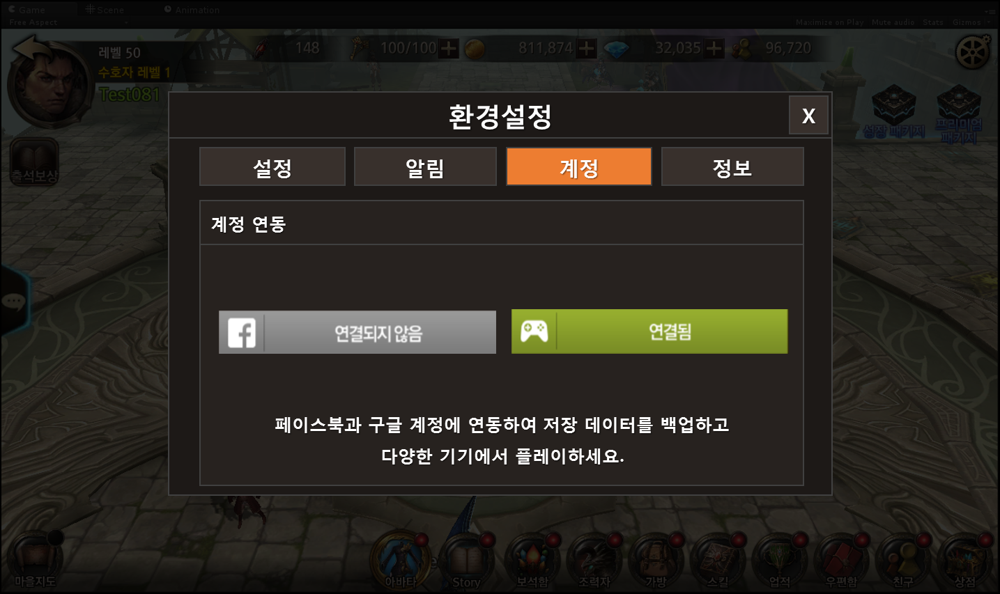 Game
Scene
Animation
Free Aspect
Maximize on Play
Mute audio
Stats
Gizmos
레벨 50
148
100/100
811,874
32,035
96,720
수호자 레벨 1
Test081
성장 패키지
프리미엄
패키지
출석보상
환경설정
X
설정
알림
계정
정보
계정 연동
연결되지 않음
연결됨
페이스북과 구글 계정에 연동하여 저장 데이터를 백업하고
다양한 기기에서 플레이하세요.
마을지도
아바타
Story
보석함
조력자
가방
스킬
업적
우편함
친구
상점